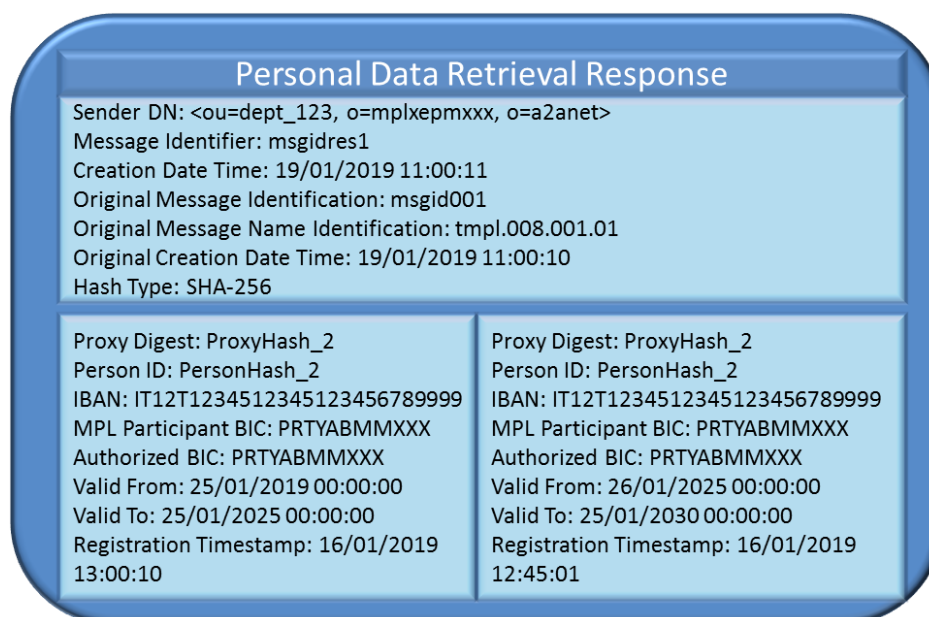 Personal Data Retrieval Response
Sender DN: <ou=dept_123, o=mplxepmxxx, o=a2anet>
Message Identifier: msgidres1
Creation Date Time: 19/01/2019 11:00:11
Original Message Identification: msgid001
Original Message Name Identification: tmpl.008.001.01
Original Creation Date Time: 19/01/2019 11:00:10
Hash Type: SHA-256
Proxy Digest: ProxyHash_2
Person ID: PersonHash_2
IBAN: IT12T1234512345123456789999
MPL Participant BIC: PRTYABMMXXX
Authorized BIC: PRTYABMMXXX
Valid From: 25/01/2019 00:00:00
Valid To: 25/01/2025 00:00:00
Registration Timestamp: 16/01/2019
13:00:10
Proxy Digest: ProxyHash_2
Person ID: PersonHash_2
IBAN: IT12T1234512345123456789999
MPL Participant BIC: PRTYABMMXXX
Authorized BIC: PRTYABMMXXX
Valid From: 26/01/2025 00:00:00
Valid To: 25/01/2030 00:00:00
Registration Timestamp: 16/01/2019
12:45:01